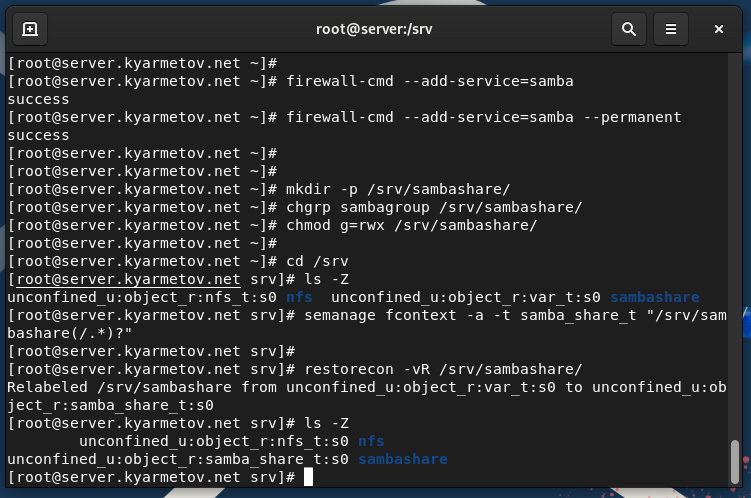 root@server:/srv
[root@server.kyarmetov.net ~]#
[root@server.kyarmetov.net ~]# firewall-cmd --add-service=samba
success
[root@server.kyarmetov.net ~]# firewall-cmd --add-service=samba --permanent
success
[root@server.kyarmetov.net ~]#
[root@server.kyarmetov.net ~]#
[root@server.kyarmetov.net ~]# mkdir -p /srv/sambashare/
[root@server.kyarmetov.net ~]# chgrp sambagroup /srv/sambashare/
[root@server.kyarmetov.net ~]# chmod g=rwx /srv/sambashare/
[root@server.kyarmetov.net ~]#
[root@server.kyarmetov.net ~]# cd /srv
[root@server.kyarmetov.net srv]# ls -Z
unconfined_u:object_r:nfs_t:s0 nfs  unconfined_u:object_r:var_t:s0 sambashare
[root@server.kyarmetov.net srv]# semanage fcontext -a -t samba_share_t "/srv/sam
bashare(/.*)?"
[root@server.kyarmetov.net srv]#
[root@server.kyarmetov.net srv]# restorecon -vR /srv/sambashare/
Relabeled /srv/sambashare from unconfined_u:object_r:var_t:s0 to unconfined_u:ob
ject_r:samba_share_t:s0
[root@server.kyarmetov.net srv]# ls -Z
        unconfined_u:object_r:nfs_t:s0 nfs
unconfined_u:object_r:samba_share_t:s0 sambashare
[root@server.kyarmetov.net srv]#